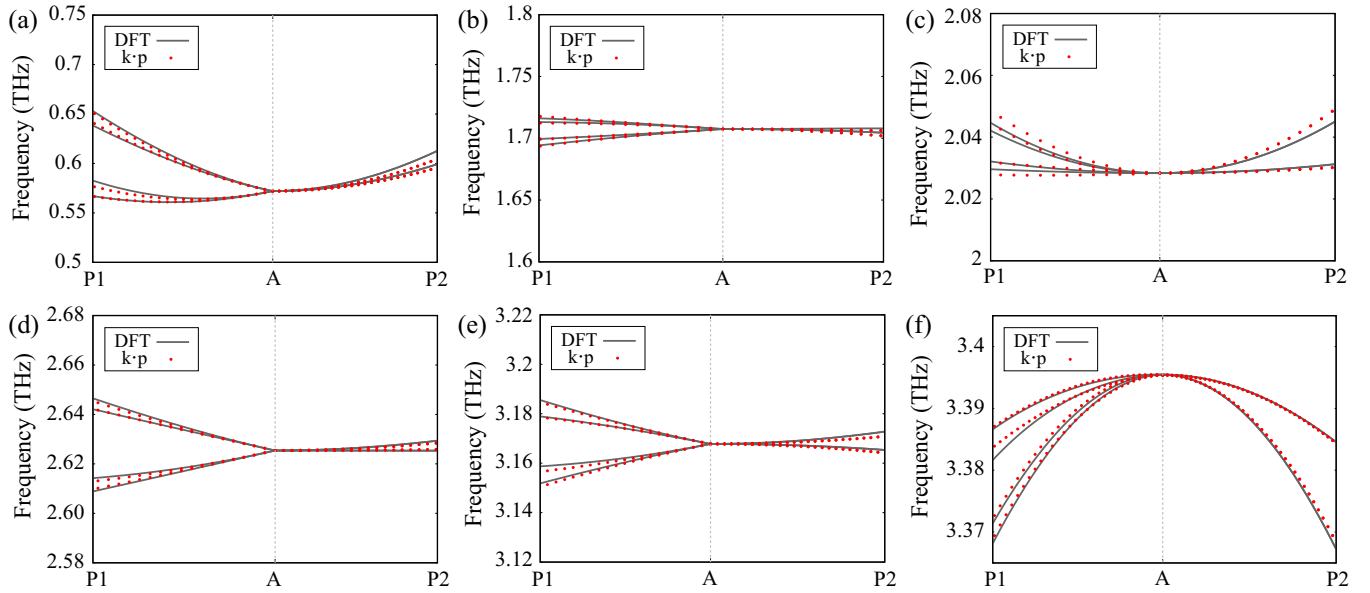 (a)
0.75
0.7
0.65
0.6
0.55
0.5
Frequency (THz)
DFT
k·p
P1 A P2
(b)
1.8
1.75
1.7
1.65
1.6
Frequency (THz)
DFT
k·p
P1 A P2
(c)
2.08
2.06
2.04
2.02
2
Frequency (THz)
DFT
k·p
P1 A P2
(d)
2.68
2.66
2.64
2.62
2.60
2.58
Frequency (THz)
DFT
k·p
P1 A P2
(e)
3.22
3.20
3.18
3.16
3.14
3.12
Frequency (THz)
DFT
k·p
P1 A P2
(f)
3.4
3.39
3.38
3.37
Frequency (THz)
DFT
k·p
P1 A P2